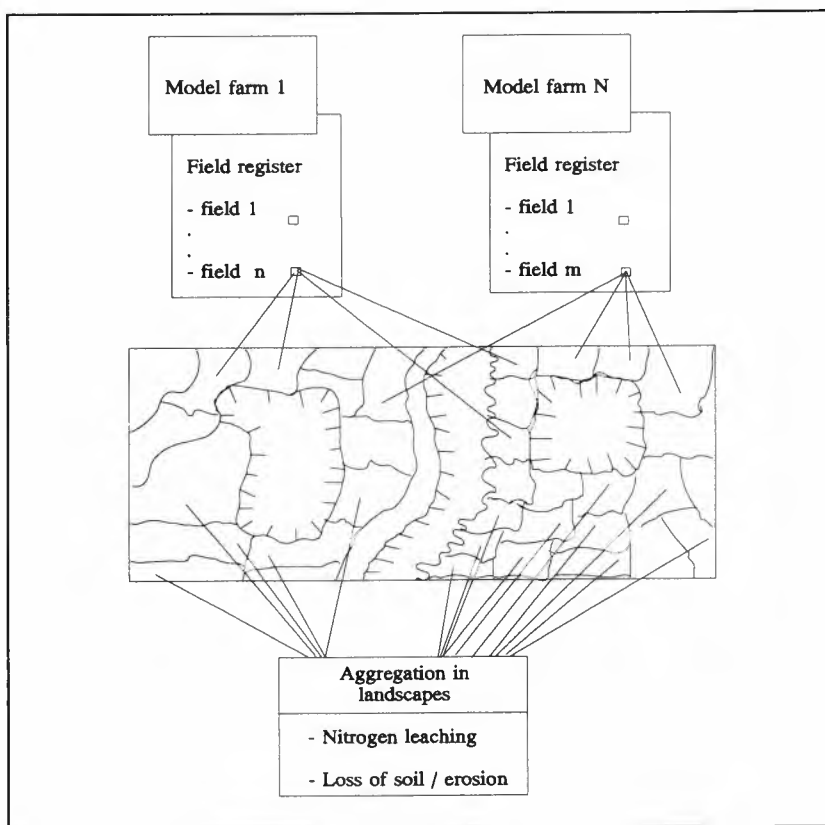 Model farm 1
Field register
- field 1
.
.
- field n
Model farm N
Field register
- field 1
.
.
- field m
Aggregation in
landscapes
- Nitrogen leaching
- Loss of soil / erosion